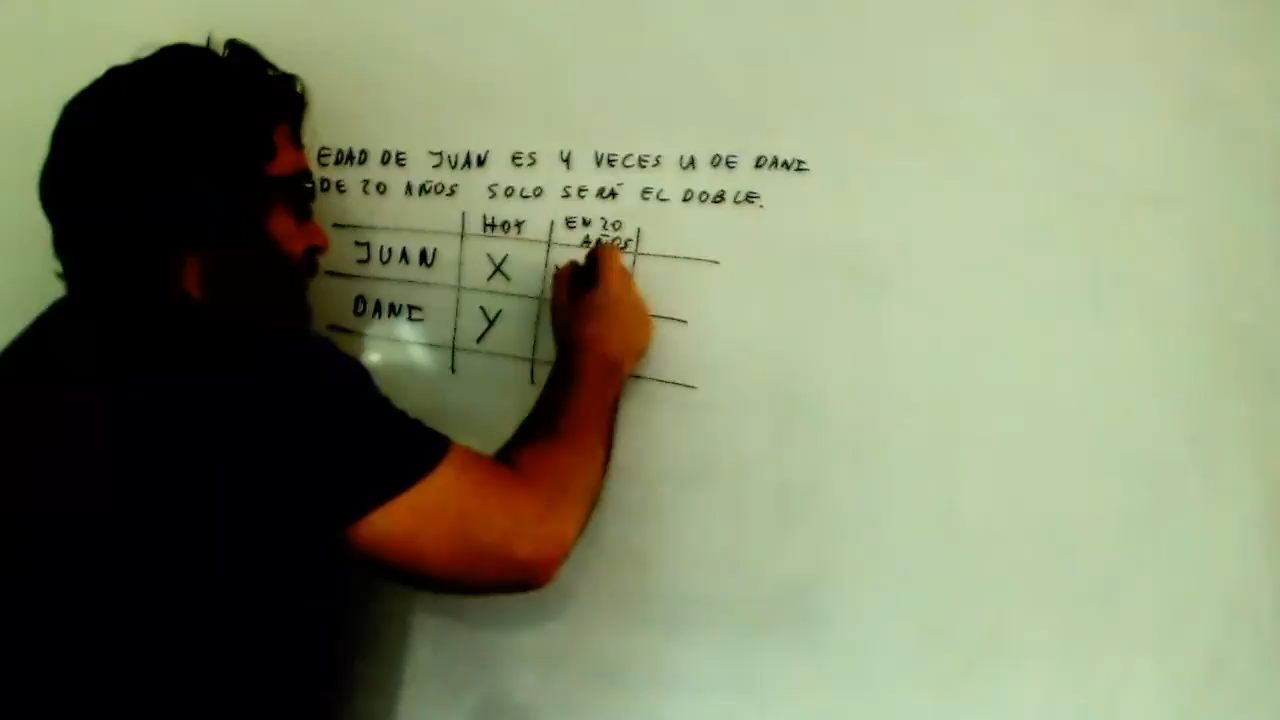 EDAD DE JUAN ES 4 VECES LA DE DANI
DE 20 AÑOS SOLO SERÁ EL DOBLE.
HOY EN 20 AÑOS
JUAN X
DANI Y